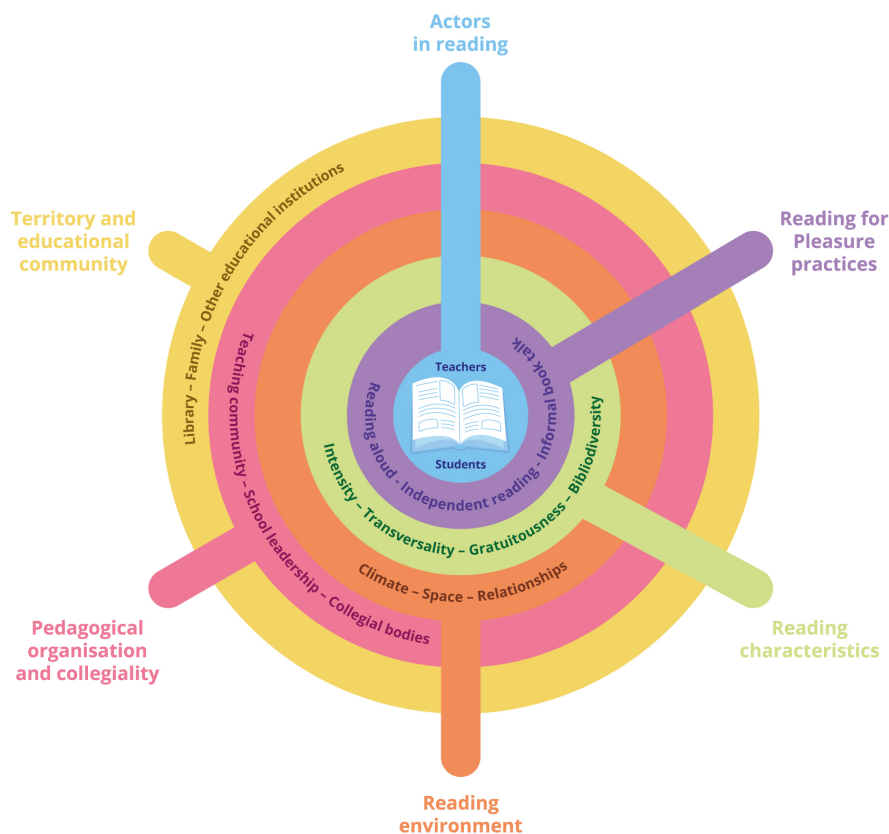 Actors
in reading
Territory and
educational
community
Reading for
Pleasure
practices
Library – Family – Other educational institutions
Teaching community – School leadership – Collegial bodies
Climate – Space – Relationships
Intensity – Transversality – Gratuitousness – Bibliodiversity
Reading aloud - Independent reading - Informal book talk
Teachers
Students
Pedagogical
organisation
and collegiality
Reading
characteristics
Reading
environment